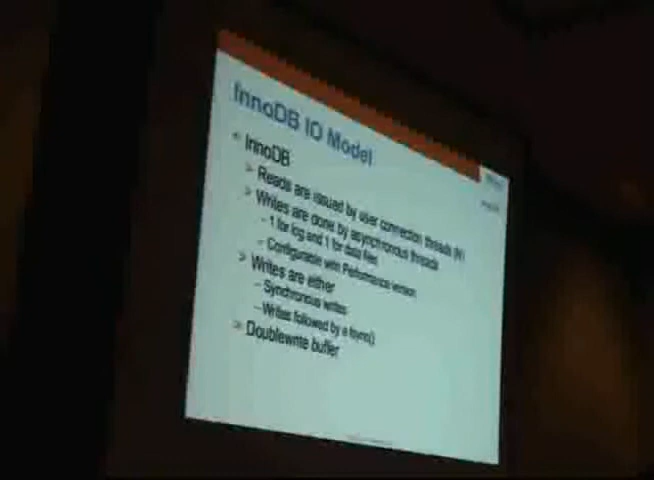 InnoDB IO Model
InnoDB
> Reads are issued by user connection threads (N)
> Writes are done by asynchronous threads
– 1 for log and 1 for data files
– Configurable with Performance version
> Writes are either
– Synchronous writes
– Writes followed by a fsync()
> Doublewrite buffer